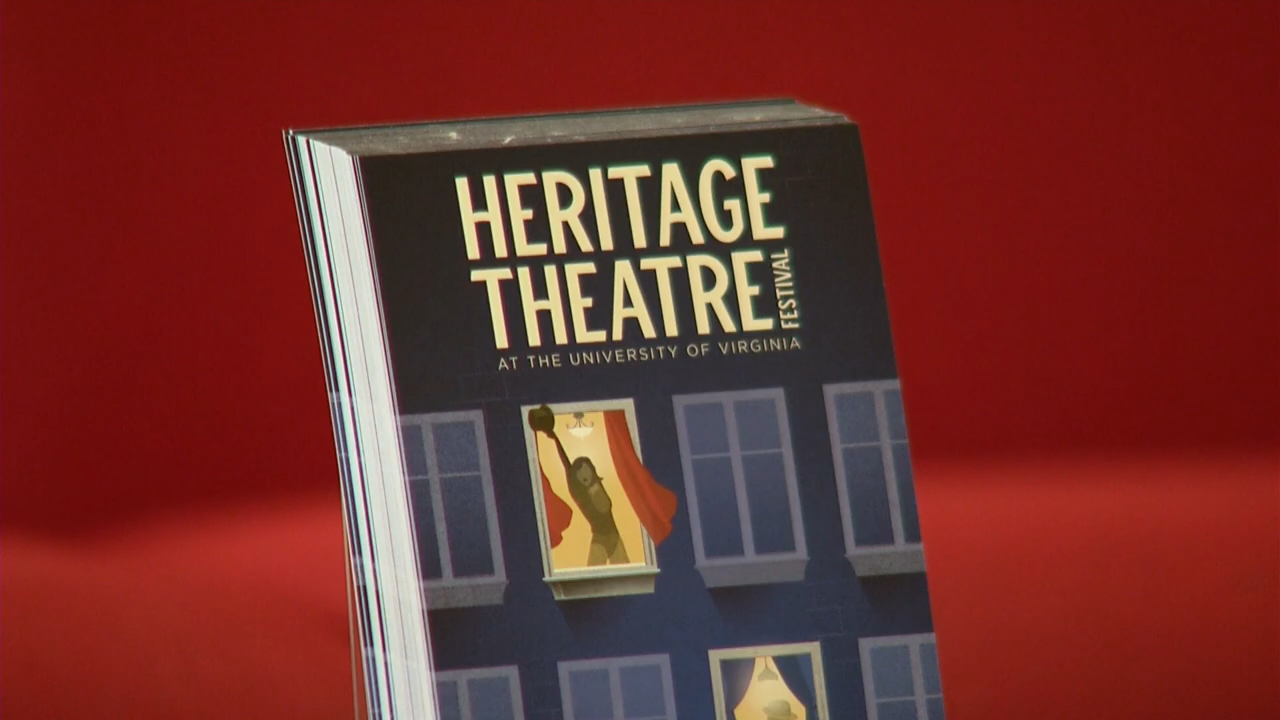 HERITAGE
THEATRE
FESTIVAL
AT THE UNIVERSITY OF VIRGINIA